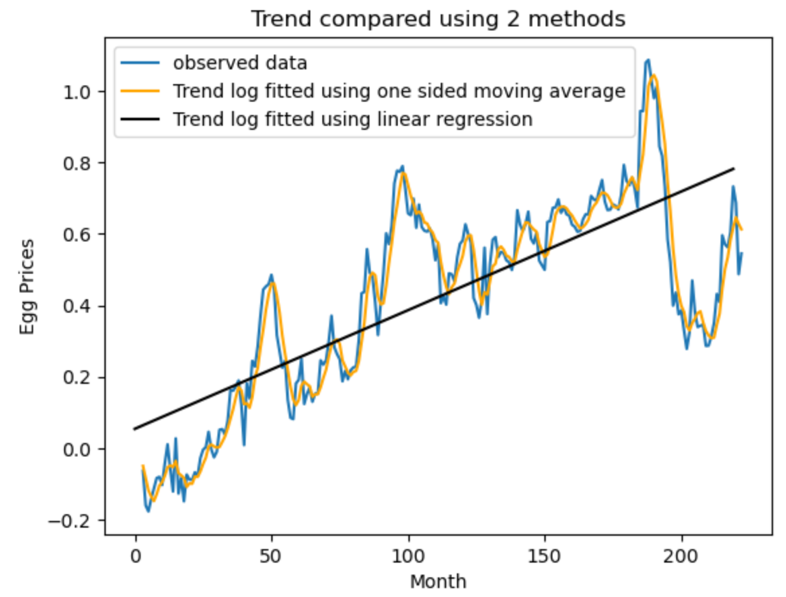 Trend compared using 2 methods
observed data
Trend log fitted using one sided moving average
Trend log fitted using linear regression
1.0
0.8
0.6
0.4
0.2
0.0
−0.2
Egg Prices
0
50
100
150
200
Month